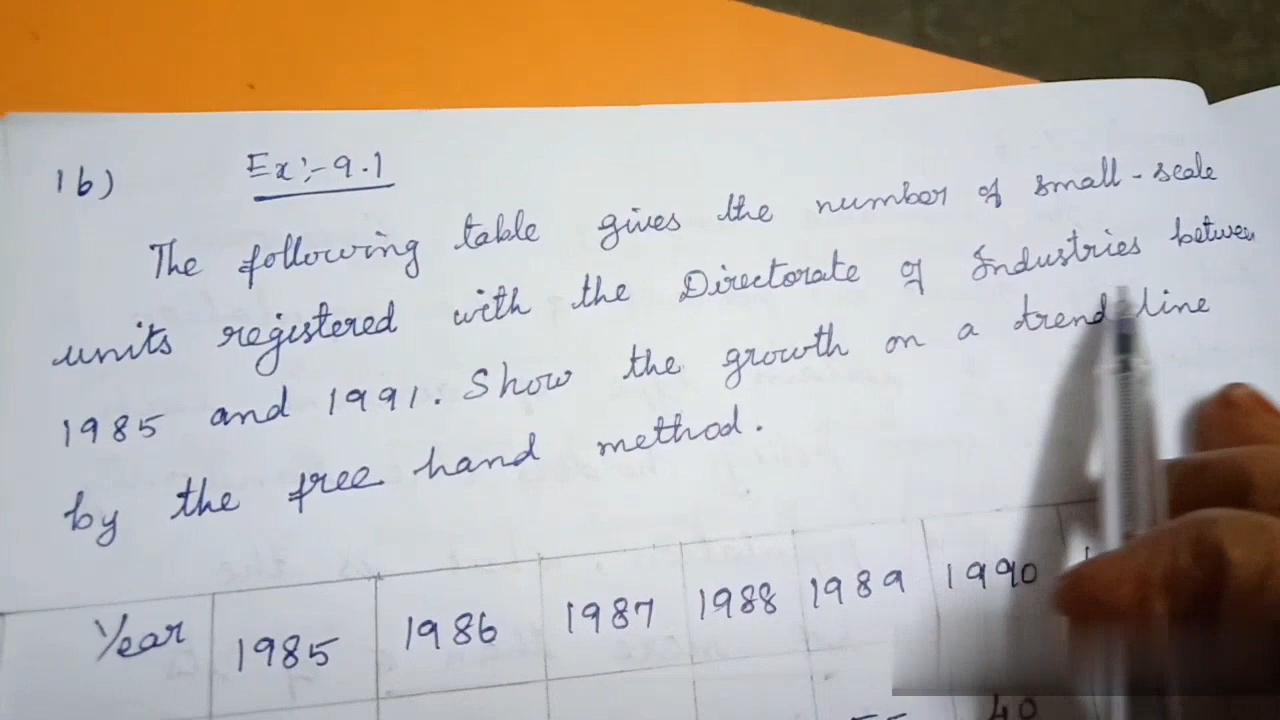 1b) Ex:- 9.1
The following table gives the number of small-scale
units registered with the Directorate of Industries between
1985 and 1991. Show the growth on a trend line
by the free hand method.
Year 1985 1986 1987 1988 1989 1990
40